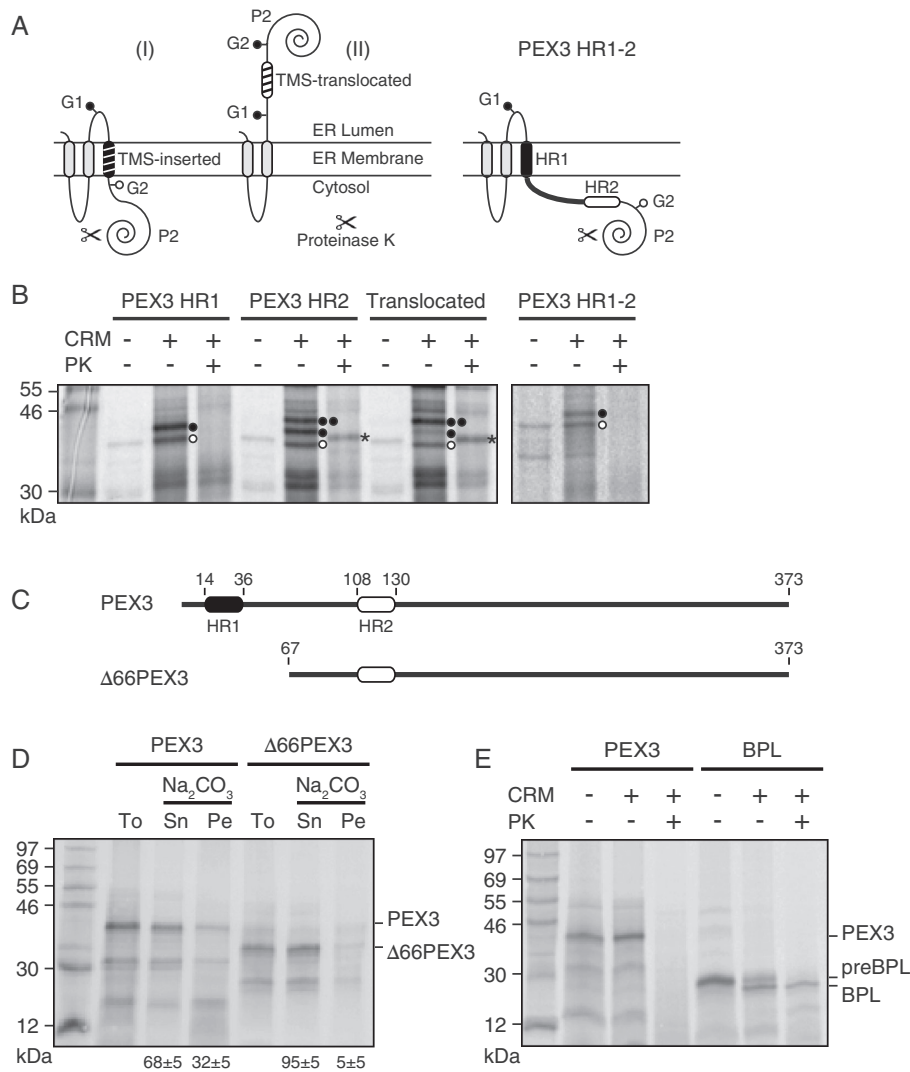 A
(I)
P2
G2
(II)
PEX3 HR1-2
TMS-translocated
G1
G1
G1
ER Lumen
TMS-inserted
ER Membrane
HR1
G2
Cytosol
HR2
G2
P2
Proteinase K
P2
B
PEX3 HR1 PEX3 HR2 Translocated PEX3 HR1-2
CRM - + + - + + - + + - + +
PK - - + - - + - - + - - +
55
46
* *
30
kDa
C
14 36 108 130 373
PEX3
HR1 HR2
67 373
Δ66PEX3
D
PEX3 Δ66PEX3
Na2CO3 Na2CO3
To Sn Pe To Sn Pe
97
69
55
46
PEX3
Δ66PEX3
30
12
kDa
68±5 32±5 95±5 5±5
E
PEX3 BPL
CRM - + + - + +
PK - - + - - +
97
69
55
46
PEX3
30
preBPL
BPL
12
kDa